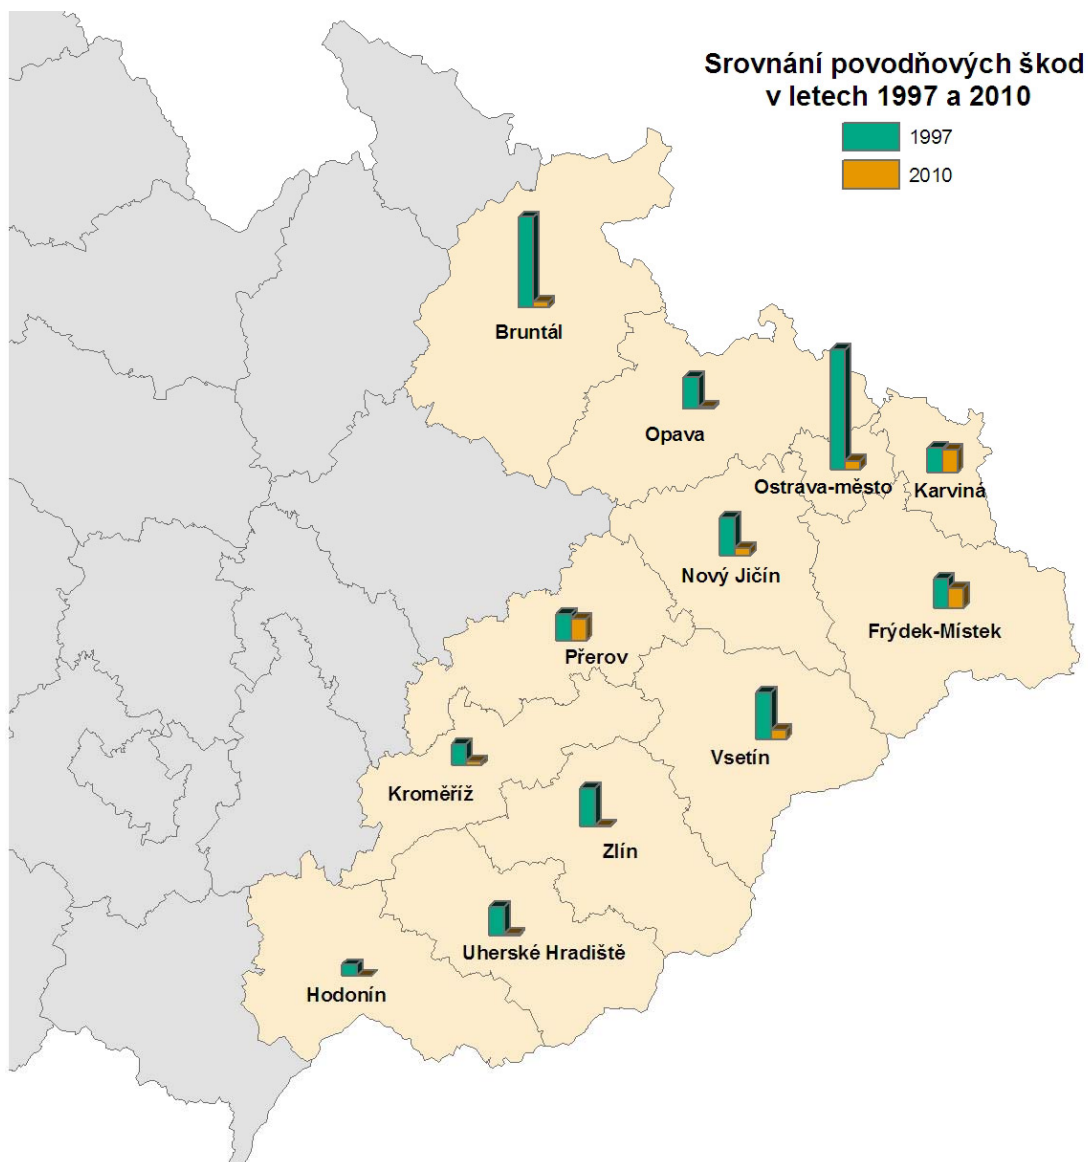 Srovnání povodňových škod
v letech 1997 a 2010
1997
2010
Bruntál
Opava
Ostrava-město
Karviná
Nový Jičín
Frýdek-Místek
Přerov
Vsetín
Kroměříž
Zlín
Uherské Hradiště
Hodonín